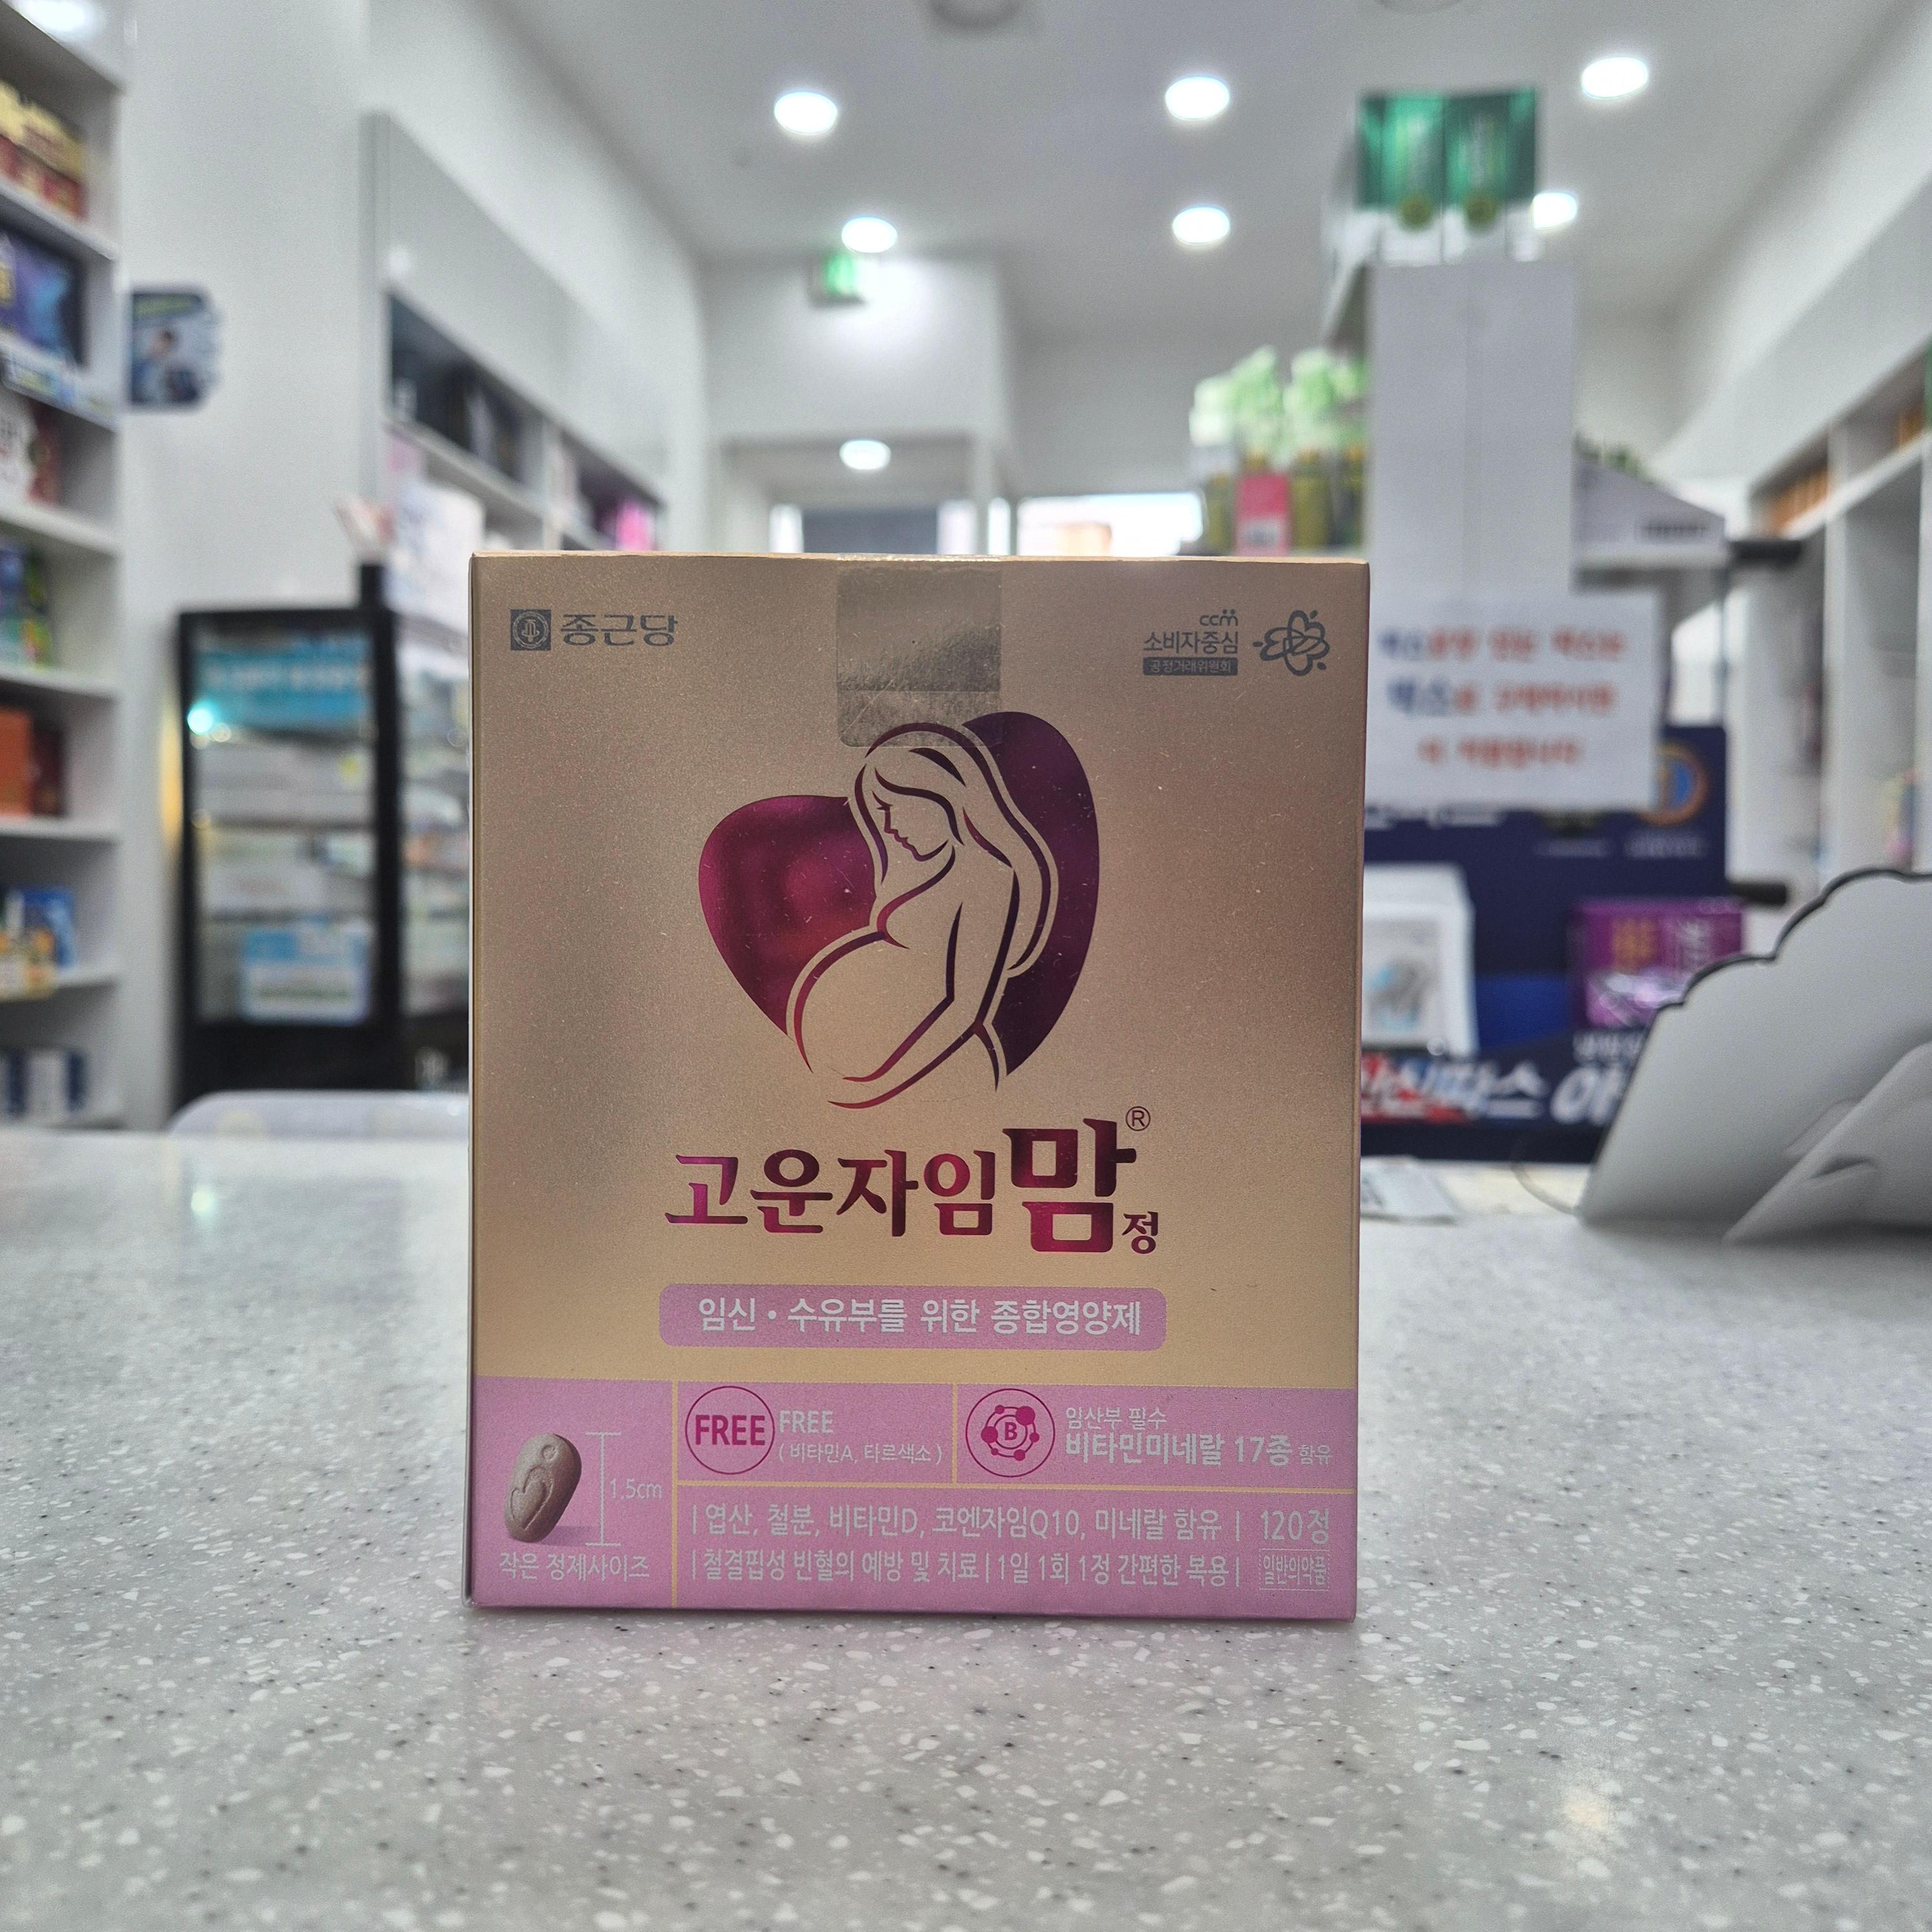 종근당
ccm
소비자중심
공정거래위원회
고운자임맘®정
임신·수유부를 위한 종합영양제
FREE
FREE
(비타민A, 타르색소)
B
임산부 필수
비타민미네랄 17종 함유
1.5cm
작은 정제사이즈
| 엽산, 철분, 비타민D, 코엔자임Q10, 미네랄 함유 | 120정
| 철결핍성 빈혈의 예방 및 치료 | 1일 1회 1정 간편한 복용 | 일반의약품